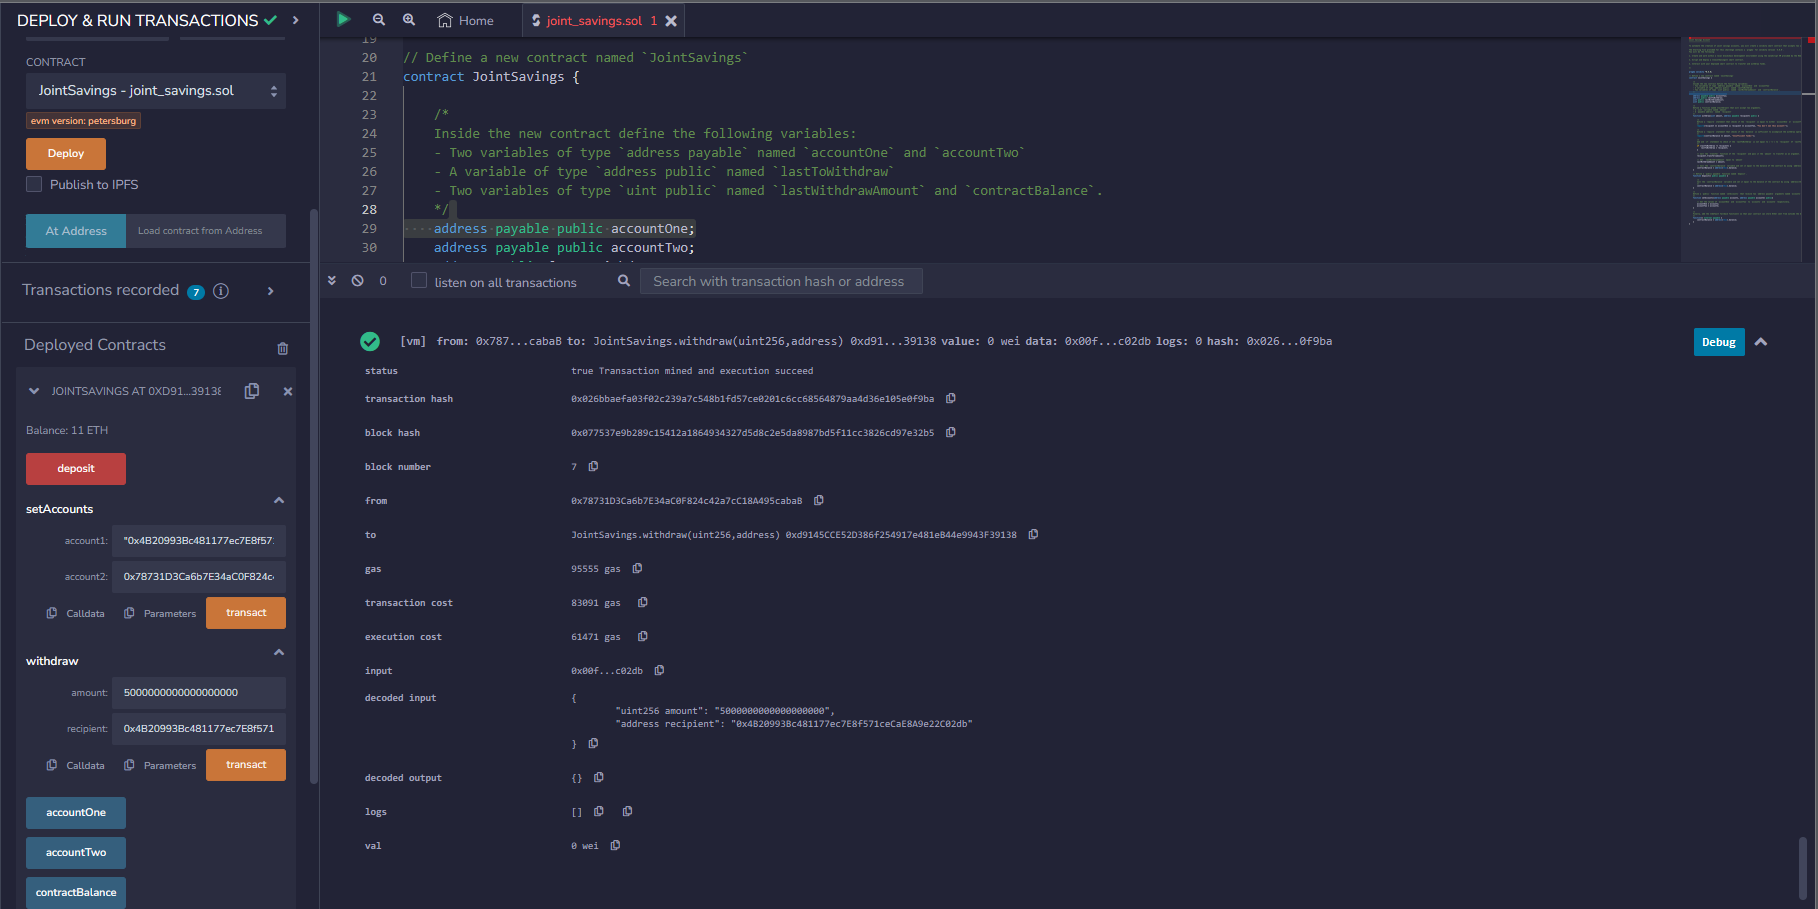 DEPLOY & RUN TRANSACTIONS
CONTRACT
JointSavings - joint_savings.sol
evm version: petersburg
Deploy
Publish to IPFS
At Address
Load contract from Address
Transactions recorded 7
Deployed Contracts
JOINTSAVINGS AT 0XD91...3913
Balance: 11 ETH
deposit
setAccounts
account1: "0x4B20993Bc481177ec7E8f57
account2: 0x78731D3Ca6b7E34aC0F824c
Calldata
Parameters
transact
withdraw
amount: 5000000000000000000
recipient: 0x4B20993Bc481177ec7E8f571
Calldata
Parameters
transact
accountOne
accountTwo
contractBalance
Home
joint_savings.sol 1
19
20 // Define a new contract named `JointSavings`
21 contract JointSavings {
22
23 /*
24 Inside the new contract define the following variables:
25 - Two variables of type `address payable` named `accountOne` and `accountTwo`
26 - A variable of type `address public` named `lastToWithdraw`
27 - Two variables of type `uint public` named `lastWithdrawAmount` and `contractBalance`.
28 */
29 address payable public accountOne;
30 address payable public accountTwo;
0
listen on all transactions
Search with transaction hash or address
[vm] from: 0x787...cabaB to: JointSavings.withdraw(uint256,address) 0xd91...39138 value: 0 wei data: 0x00f...c02db logs: 0 hash: 0x026...0f9ba
Debug
status true Transaction mined and execution succeed
transaction hash 0x026bbaefa03f02c239a7c548b1fd57ce0201c6cc68564879aa4d36e105e0f9ba
block hash 0x077537e9b289c15412a1864934327d5d8c2e5da8987bd5f11cc3826cd97e32b5
block number 7
from 0x78731D3Ca6b7E34aC0F824c42a7cC18A495cabaB
to JointSavings.withdraw(uint256,address) 0xd9145CCE52D386f254917e481eB44e9943F39138
gas 95555 gas
transaction cost 83091 gas
execution cost 61471 gas
input 0x00f...c02db
decoded input {
"uint256 amount": "5000000000000000000",
"address recipient": "0x4B20993Bc481177ec7E8f571ceCaE8A9e22C02db"
}
decoded output {}
logs []
val 0 wei